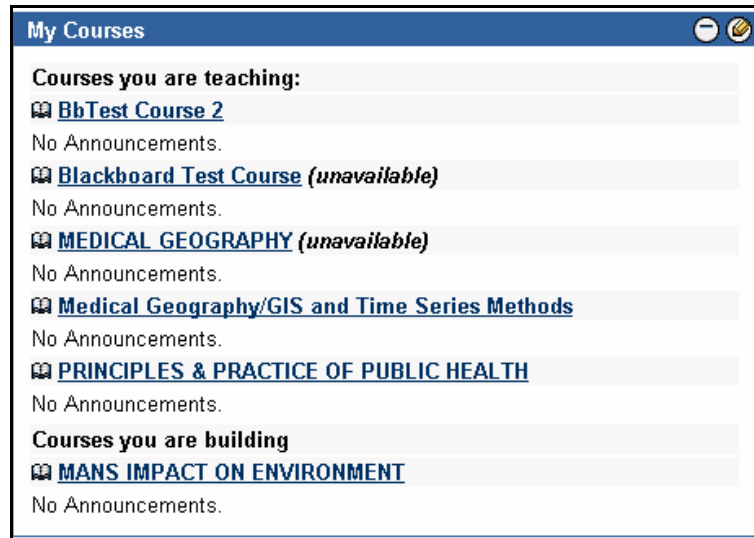 My Courses
Courses you are teaching:
BbTest Course 2
No Announcements.
Blackboard Test Course (unavailable)
No Announcements.
MEDICAL GEOGRAPHY (unavailable)
No Announcements.
Medical Geography/GIS and Time Series Methods
No Announcements.
PRINCIPLES & PRACTICE OF PUBLIC HEALTH
No Announcements.
Courses you are building
MANS IMPACT ON ENVIRONMENT
No Announcements.